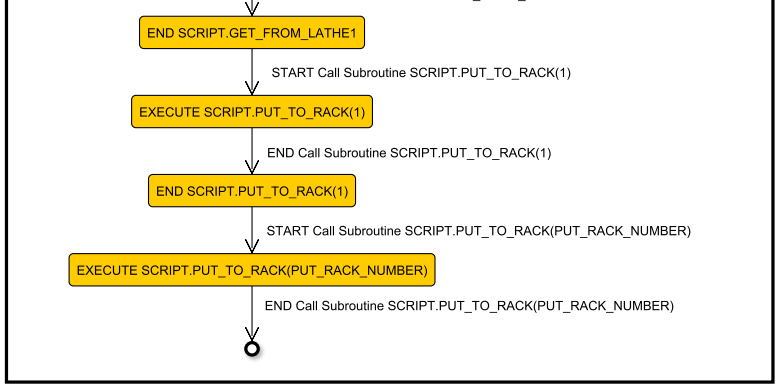 END SCRIPT.GET_FROM_LATHE1
START Call Subroutine SCRIPT.PUT_TO_RACK(1)
EXECUTE SCRIPT.PUT_TO_RACK(1)
END Call Subroutine SCRIPT.PUT_TO_RACK(1)
END SCRIPT.PUT_TO_RACK(1)
START Call Subroutine SCRIPT.PUT_TO_RACK(PUT_RACK_NUMBER)
EXECUTE SCRIPT.PUT_TO_RACK(PUT_RACK_NUMBER)
END Call Subroutine SCRIPT.PUT_TO_RACK(PUT_RACK_NUMBER)